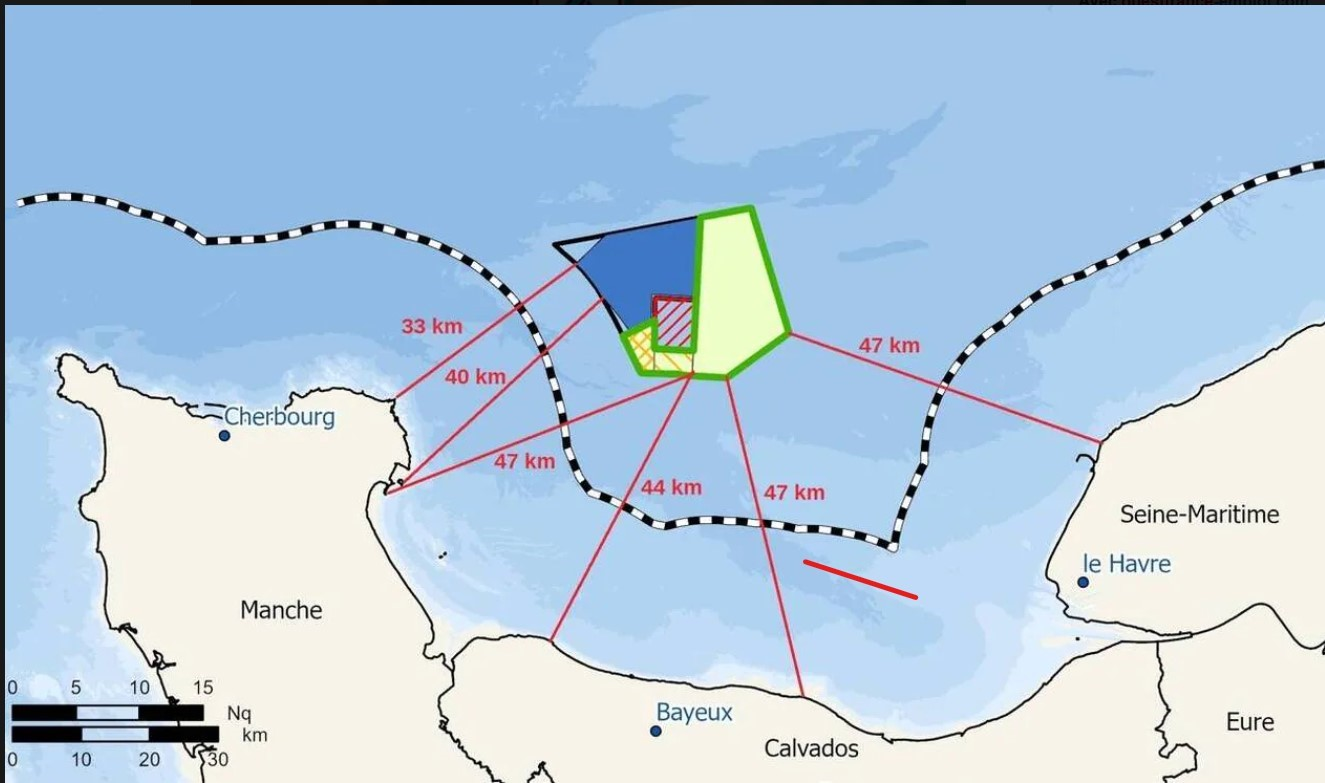 33 km
40 km
47 km
47 km
44 km
47 km
Cherbourg
Seine-Maritime
le Havre
Manche
Bayeux
Calvados
Eure
0 5 10 15
Nq
km
0 10 20 30